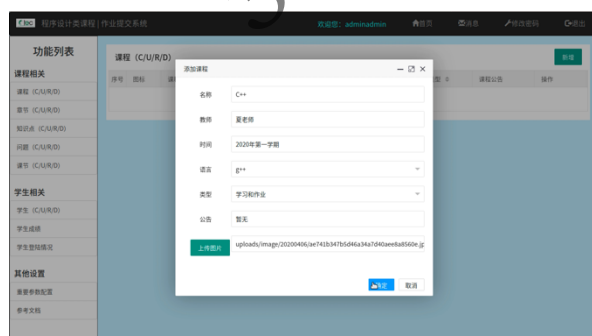 程序设计类课程 | 作业提交系统
欢迎您: adminadmin
首页
消息
修改密码
退出
功能列表
课程相关
课程 (C/U/R/D)
章节 (C/U/R/D)
知识点 (C/U/R/D)
问题 (C/U/R/D)
课节 (C/U/R/D)
学生相关
学生 (C/U/R/D)
学生成绩
学生登陆情况
其他设置
重要参数配置
参考文档
课程 (C/U/R/D)
新增
序号
图标
课程公告
操作
添加课程
名称
C++
教师
夏老师
时间
2020年第一学期
语言
g++
类型
学习和作业
公告
暂无
上传图片
uploads/image/20200406/ae741b347b5d46a34a7d40aee8a8560e.jp
取消